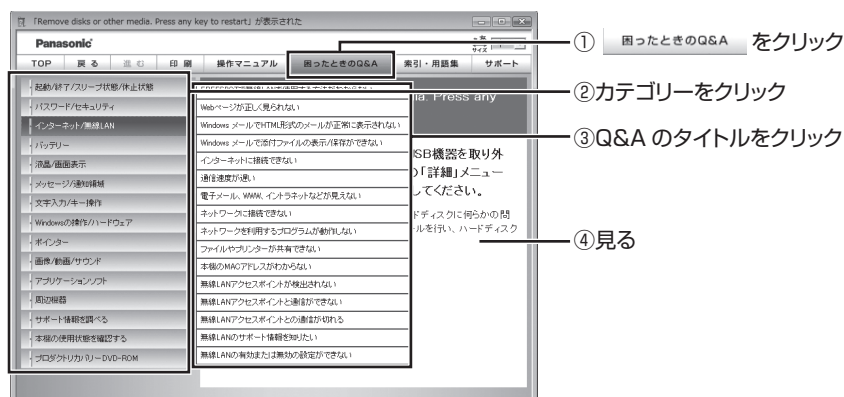 「Remove disks or other media. Press any key to restart」が表示された
Panasonic
文字
サイズ
TOP 戻る 進む 印刷 操作マニュアル 困ったときのQ&A 索引・用語集 サポート
起動/終了/スリープ状態/休止状態
パスワード/セキュリティ
インターネット/無線LAN
バッテリー
液晶/画面表示
メッセージ/通知領域
文字入力/キー操作
Windowsの操作/ハードウェア
ポインター
画像/動画/サウンド
アプリケーションソフト
周辺機器
サポート情報を調べる
本機の使用状態を確認する
プロダクトリカバリーDVD-ROM
Webページが正しく見られない
Windows メールでHTML形式のメールが正常に表示されない
Windows メールで添付ファイルの表示/保存ができない
インターネットに接続できない
通信速度が遅い
電子メール、WWW、イントラネットなどが見えない
ネットワークに接続できない
ネットワークを利用するプログラムが動作しない
ファイルやプリンターが共有できない
本機のMACアドレスがわからない
無線LANアクセスポイントが検出されない
無線LANアクセスポイントと通信ができない
無線LANアクセスポイントとの通信が切れる
無線LANのサポート情報を知りたい
無線LANの有効または無効の設定ができない
dia. Press any
SB機器を取り外
の「詳細」メニュー
してください。
ドディスクに何らかの問
ールを行い、ハードディスク
① 困ったときのQ&A をクリック
②カテゴリーをクリック
③Q&A のタイトルをクリック
④見る